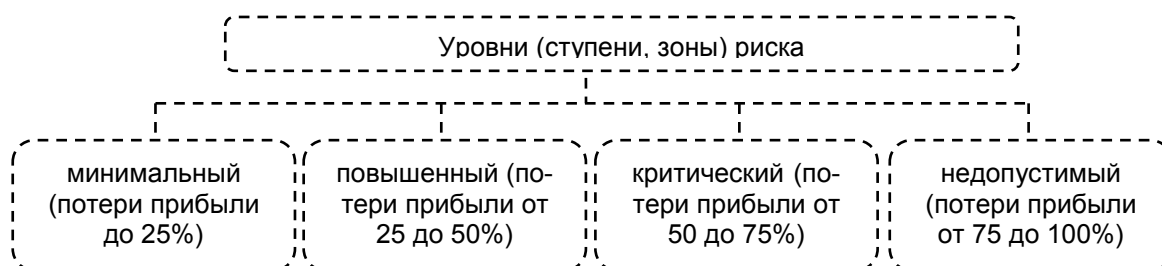 Уровни (ступени, зоны) риска
минимальный
(потери прибыли
до 25%)
повышенный (по-
тери прибыли от
25 до 50%)
критический (по-
тери прибыли от
50 до 75%)
недопустимый
(потери прибыли
от 75 до 100%)